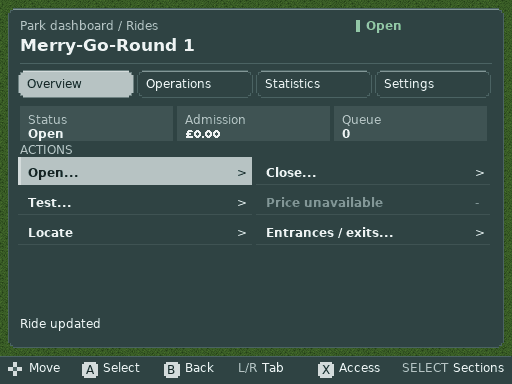 Park dashboard / Rides
Open
Merry-Go-Round 1
Overview Operations Statistics Settings
Status Admission Queue
Open £0.00 0
ACTIONS
Open... > Close... >
Test... > Price unavailable -
Locate > Entrances / exits... >
Ride updated
Move A Select B Back L/R Tab X Access SELECT Sections